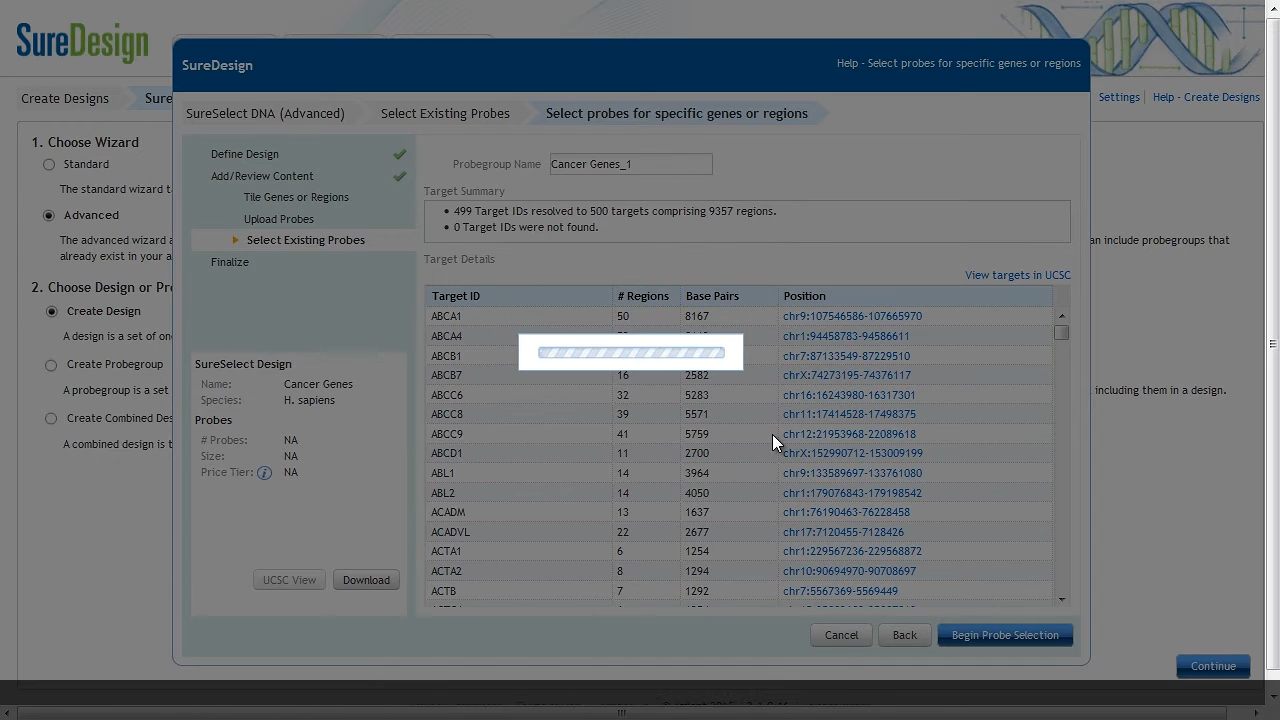 SureDesign
SureDesign
Help - Select probes for specific genes or regions
Create Designs
Sure
Settings
Help - Create Designs
SureSelect DNA (Advanced)
Select Existing Probes
Select probes for specific genes or regions
1. Choose Wizard
Standard
The standard wizard t
Advanced
The advanced wizard a
already exist in your a
an include probegroups that
2. Choose Design or Pr
Create Design
A design is a set of one
Create Probegroup
A probegroup is a set
including them in a design.
Create Combined Des
A combined design is t
Define Design
Add/Review Content
Tile Genes or Regions
Upload Probes
Select Existing Probes
Finalize
SureSelect Design
Name: Cancer Genes
Species: H. sapiens
Probes
# Probes: NA
Size: NA
Price Tier: i NA
UCSC View
Download
Probegroup Name Cancer Genes_1
Target Summary
• 499 Target IDs resolved to 500 targets comprising 9357 regions.
• 0 Target IDs were not found.
Target Details
View targets in UCSC
Target ID # Regions Base Pairs Position
ABCA1 50 8167 chr9:107546586-107665970
ABCA4 chr1:94458783-94586611
ABCB1 chr7:87133549-87229510
ABCB7 16 2582 chrX:74273195-74376117
ABCC6 32 5283 chr16:16243980-16317301
ABCC8 39 5571 chr11:17414528-17498375
ABCC9 41 5759 chr12:21953968-22089618
ABCD1 11 2700 chrX:152990712-153009199
ABL1 14 3964 chr9:133589697-133761080
ABL2 14 4050 chr1:179076843-179198542
ACADM 13 1637 chr1:76190463-76228458
ACADVL 22 2677 chr17:7120455-7128426
ACTA1 6 1254 chr1:229567236-229568872
ACTA2 8 1294 chr10:90694970-90708697
ACTB 7 1292 chr7:5567369-5569449
Cancel
Back
Begin Probe Selection
Continue